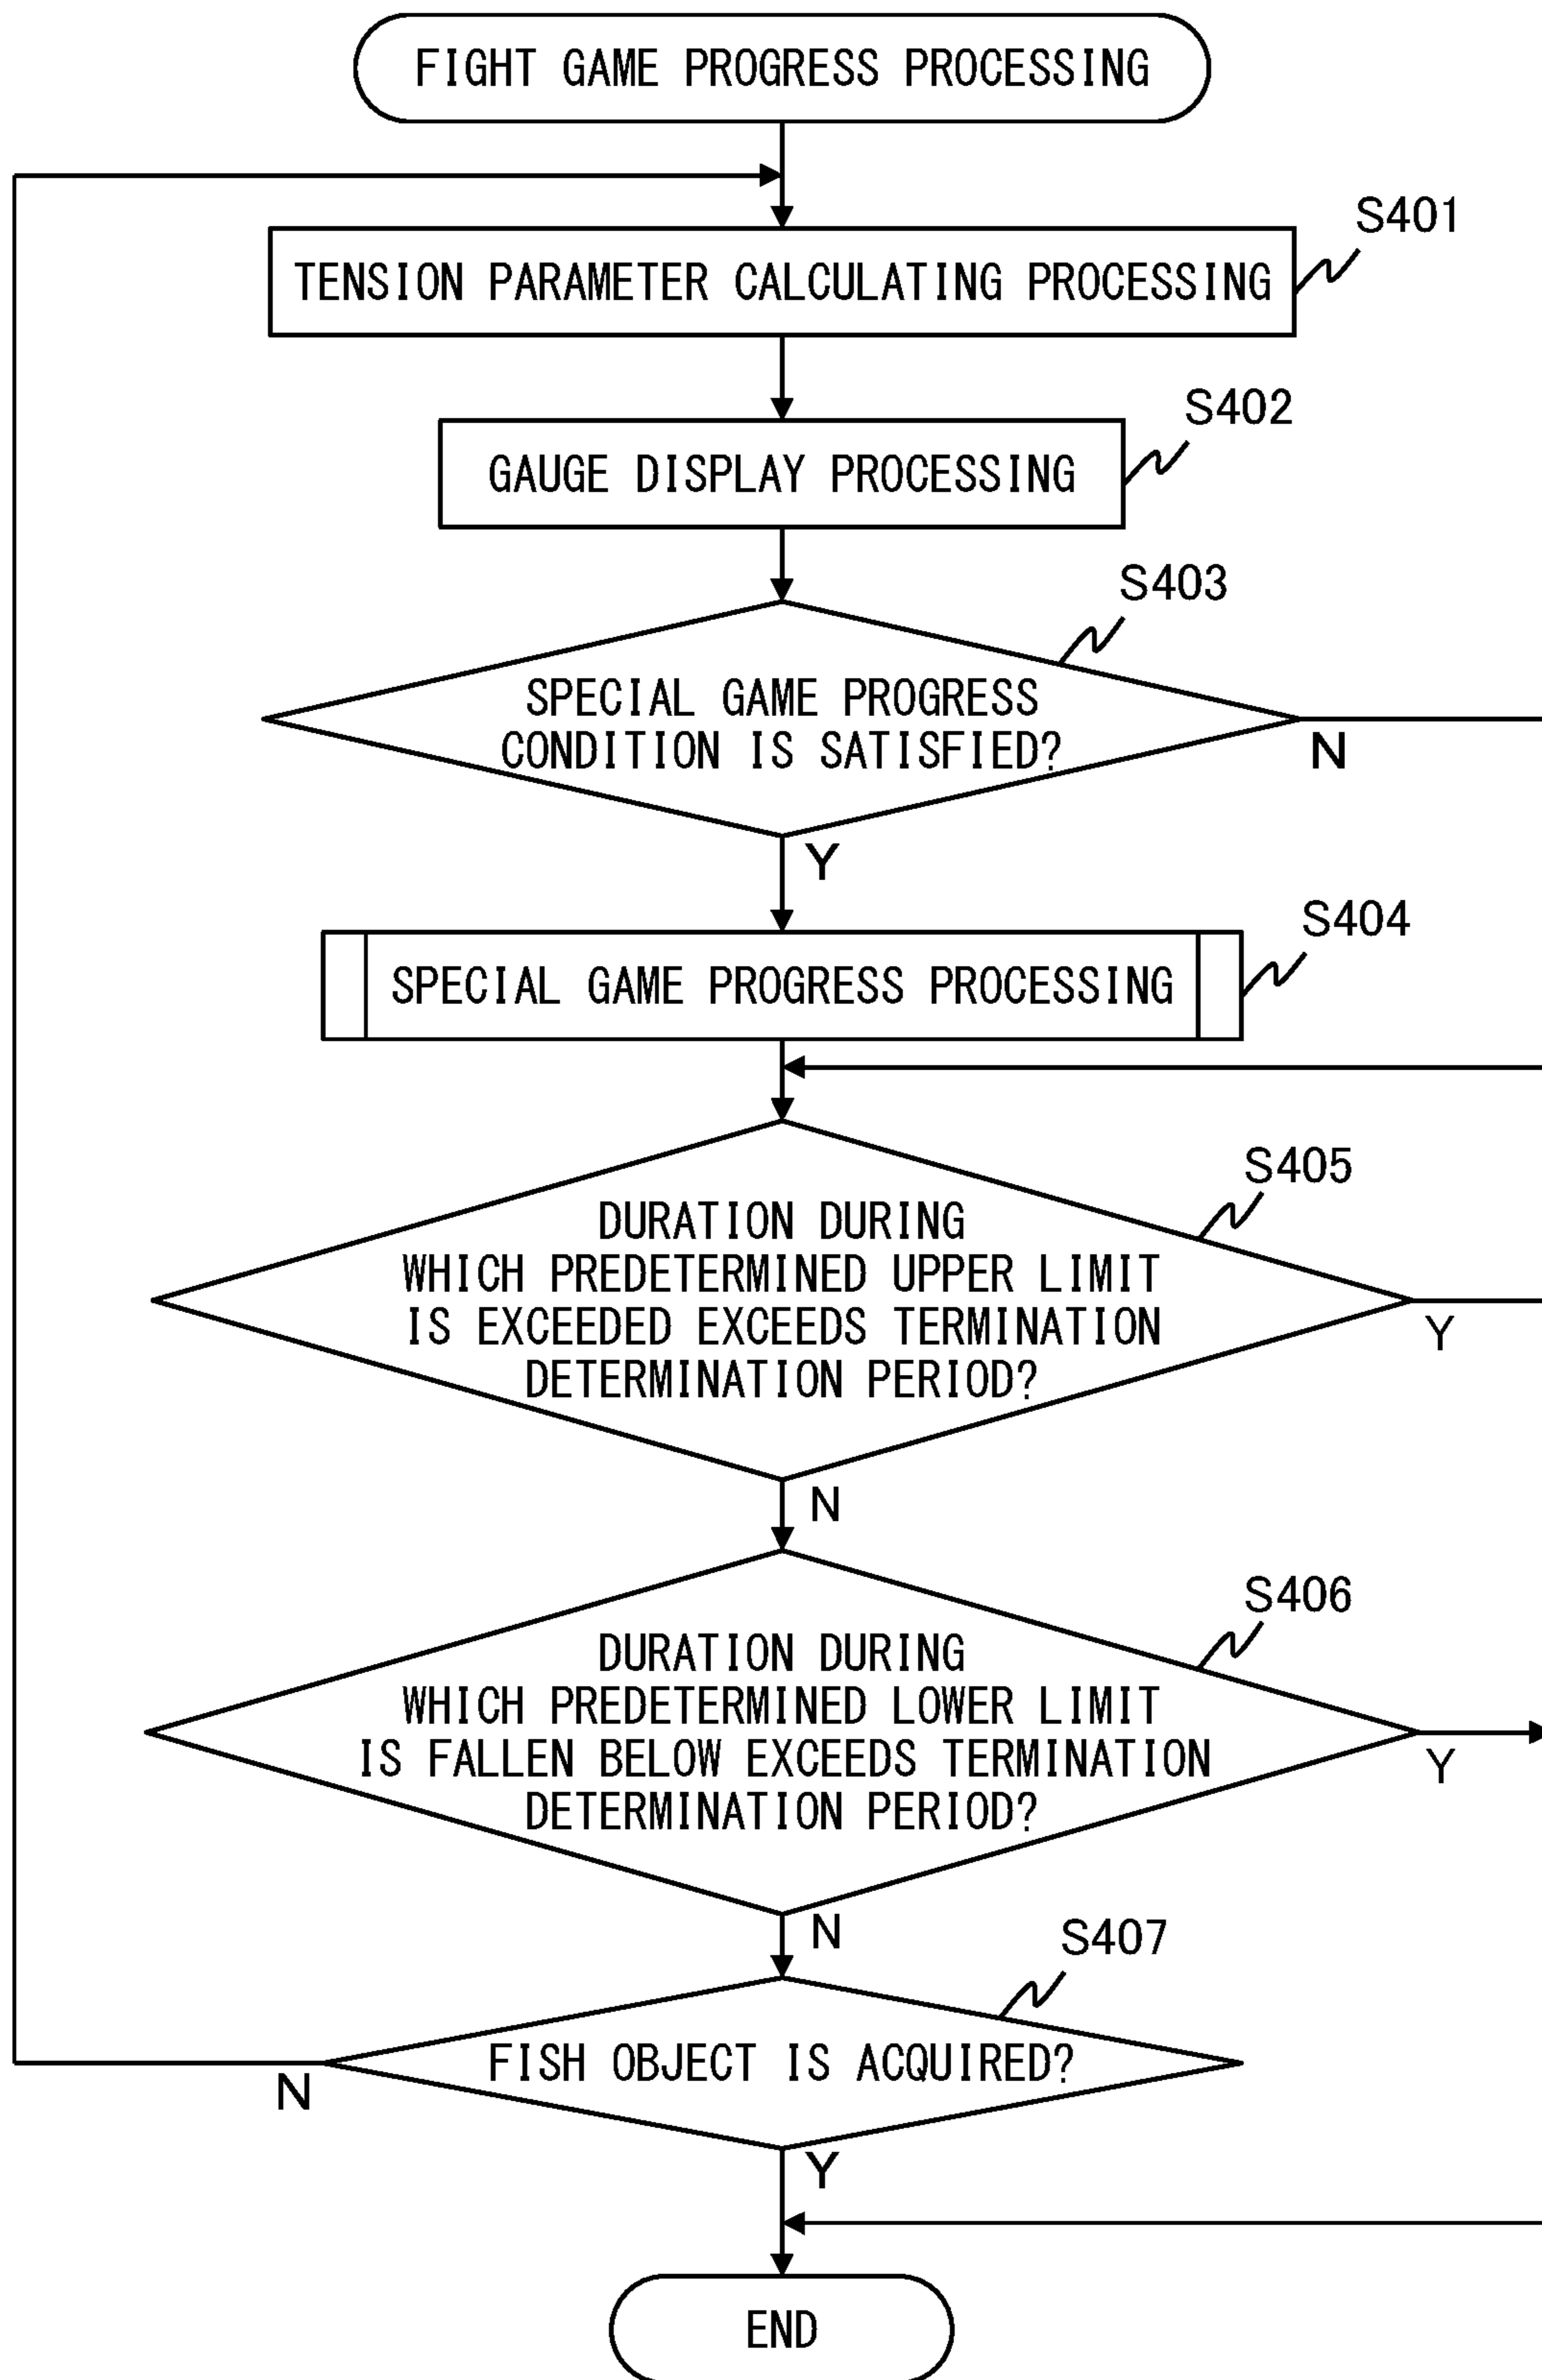 FIGHT GAME PROGRESS PROCESSING
S401
TENSION PARAMETER CALCULATING PROCESSING
S402
GAUGE DISPLAY PROCESSING
S403
SPECIAL GAME PROGRESS
CONDITION IS SATISFIED?
N
Y
S404
SPECIAL GAME PROGRESS PROCESSING
S405
DURATION DURING
WHICH PREDETERMINED UPPER LIMIT
IS EXCEEDED EXCEEDS TERMINATION
DETERMINATION PERIOD?
Y
N
S406
DURATION DURING
WHICH PREDETERMINED LOWER LIMIT
IS FALLEN BELOW EXCEEDS TERMINATION
DETERMINATION PERIOD?
Y
N
S407
FISH OBJECT IS ACQUIRED?
N
Y
END